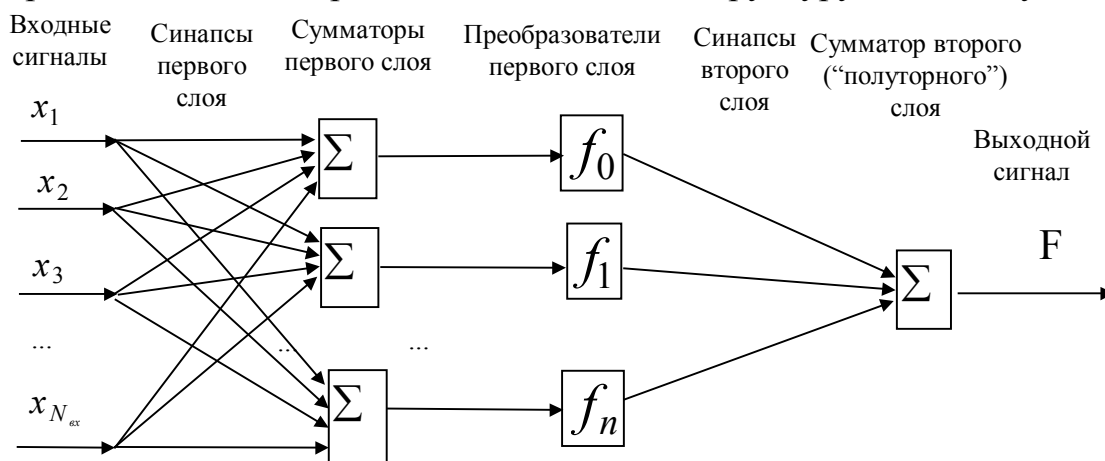 Входные сигналы
Синапсы первого слоя
Сумматоры первого слоя
Преобразователи первого слоя
Синапсы второго слоя
Сумматор второго (“полуторного”) слоя
Выходной сигнал
x1
x2
x3
...
xNвх
Σ
Σ
...
...
Σ
f0
f1
fn
Σ
F